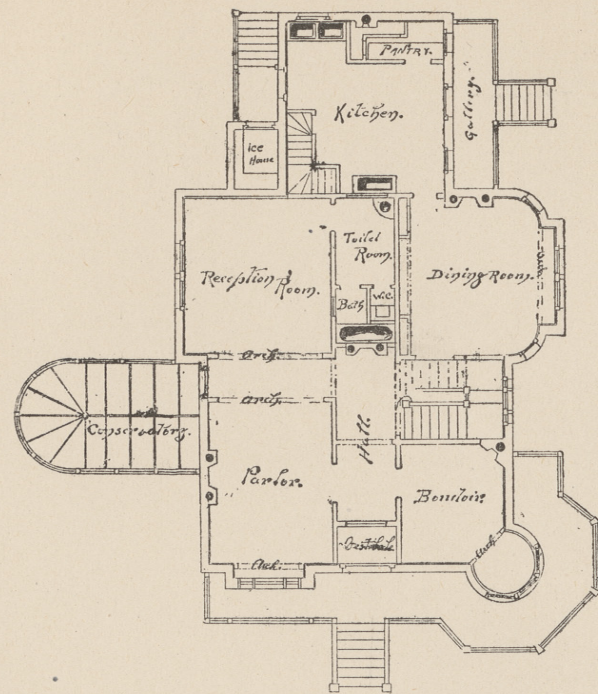 PANTRY.
Kitchen.
Gallery.
ice
House
Toilet
Room.
Reception Room.
Dining Room.
Bath
W.C.
Arch.
Arch.
Conservatory.
Hall.
Parlor.
Boudoir.
Vestibule
Arch.
Arch.